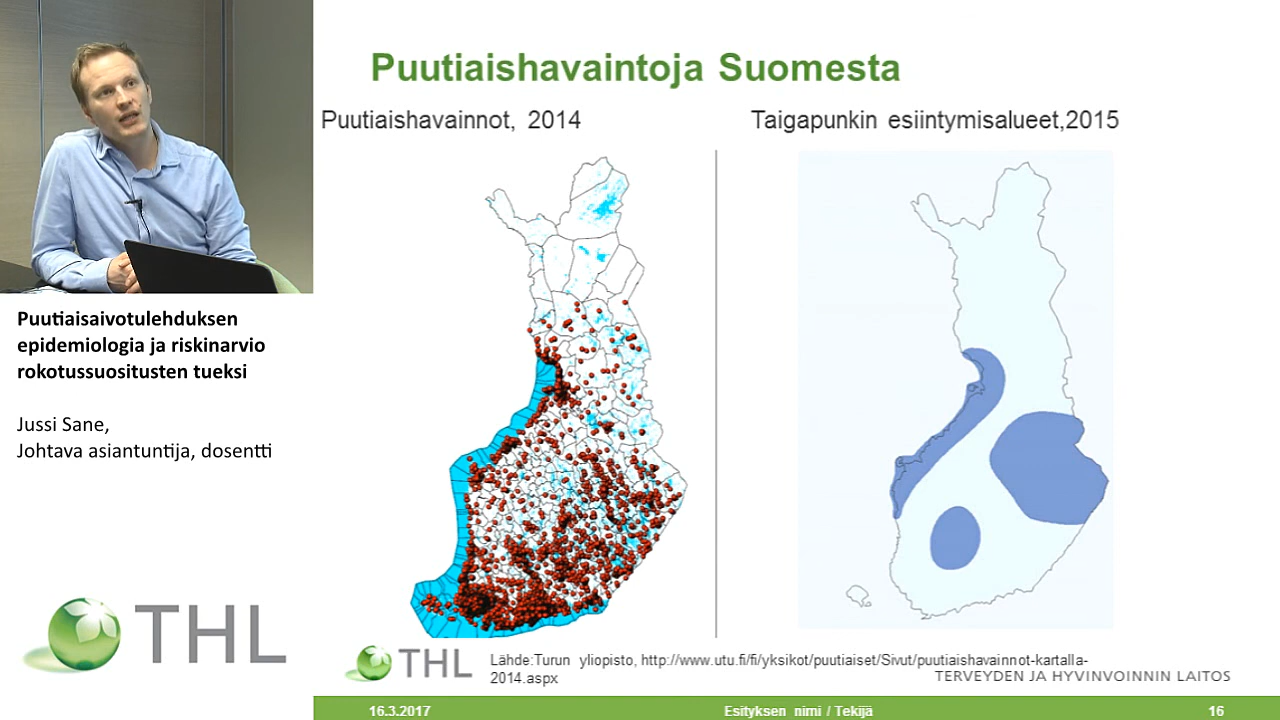 Puutiaishavaintoja Suomesta
Puutiaishavainnot, 2014
Taigapunkin esiintymisalueet,2015
Puutiaisaivotulehduksen
epidemiologia ja riskinarvio
rokotussuositusten tueksi
Jussi Sane,
Johtava asiantuntija, dosentti
THL
THL
Lähde:Turun yliopisto, http://www.utu.fi/fi/yksikot/puutiaiset/Sivut/puutiaishavainnot-kartalla-
2014.aspx
TERVEYDEN JA HYVINVOINNIN LAITOS
16.3.2017
Esityksen nimi / Tekijä
16